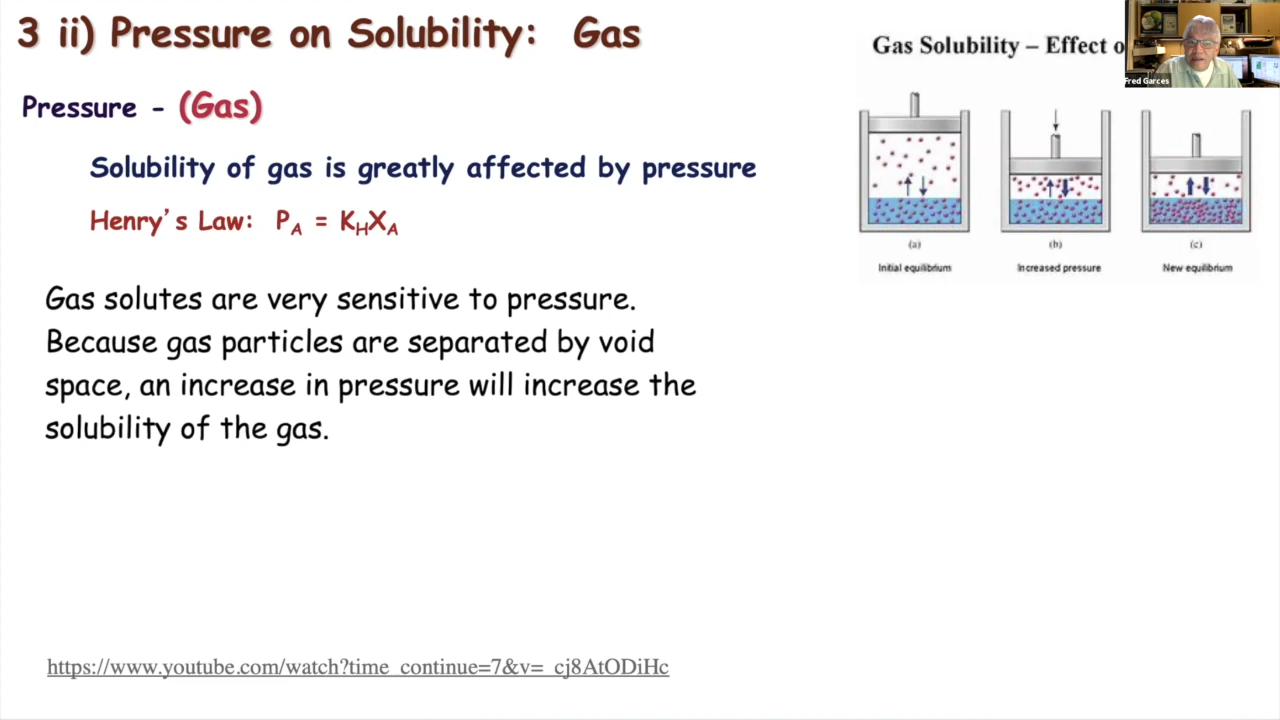 3 ii) Pressure on Solubility: Gas
Gas Solubility – Effect o
Fred Garces
Pressure - (Gas)
Solubility of gas is greatly affected by pressure
Henry's Law: PA = KHXA
(a)
(b)
(c)
Initial equilibrium
Increased pressure
New equilibrium
Gas solutes are very sensitive to pressure.
Because gas particles are separated by void
space, an increase in pressure will increase the
solubility of the gas.
https://www.youtube.com/watch?time_continue=7&v=_cj8AtODiHc